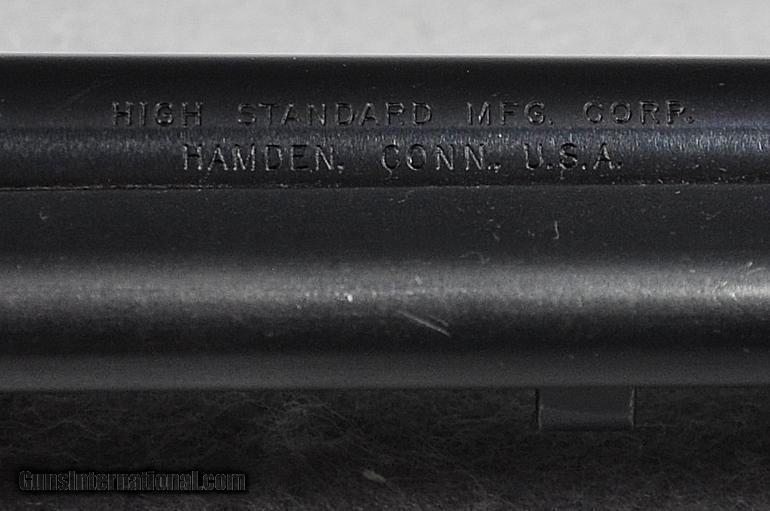 HIGH STANDARD MFG. CORP.
HAMDEN, CONN., U.S.A.
GunsInternational.com